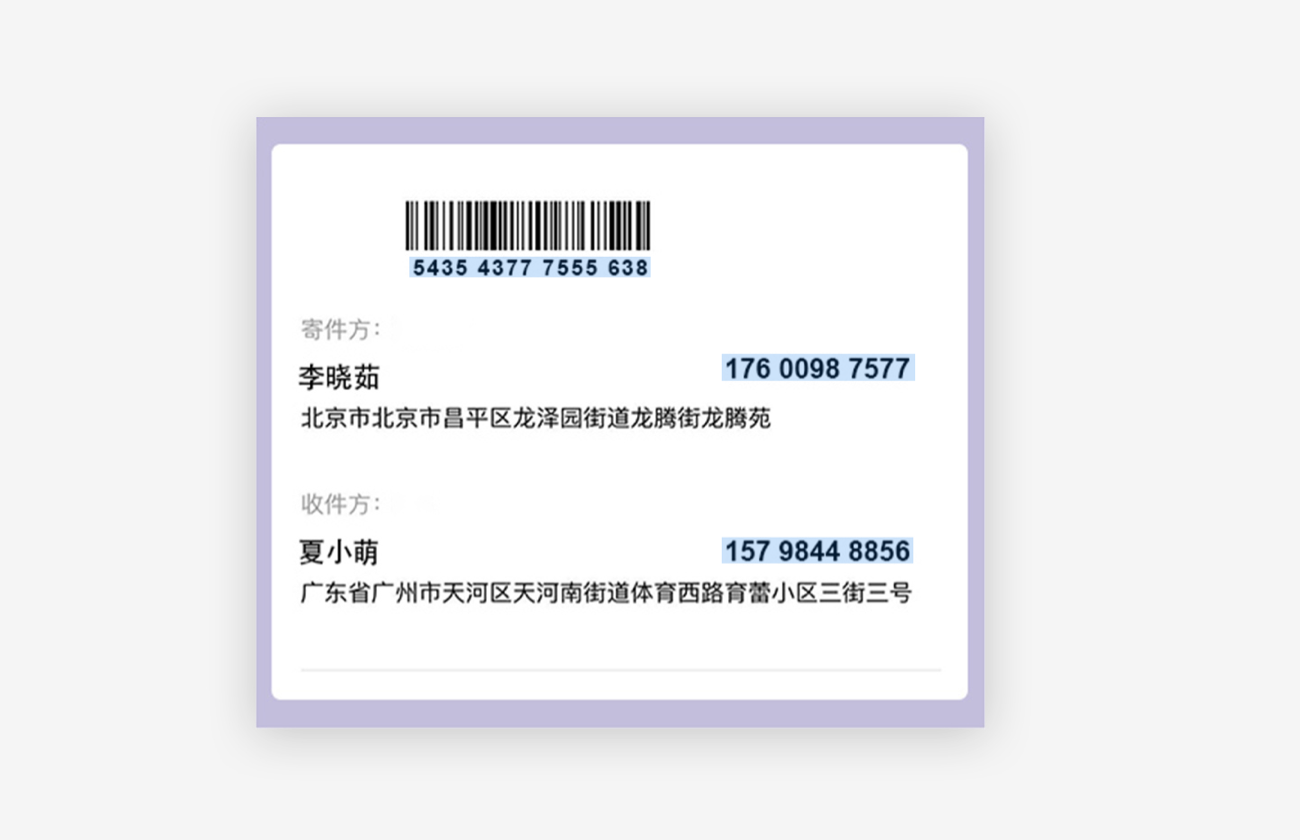 5435 4377 7555 638
寄件方：
李晓茹
176 0098 7577
北京市北京市昌平区龙泽园街道龙腾街龙腾苑
收件方：
夏小萌
157 9844 8856
广东省广州市天河区天河南街道体育西路育蕾小区三街三号